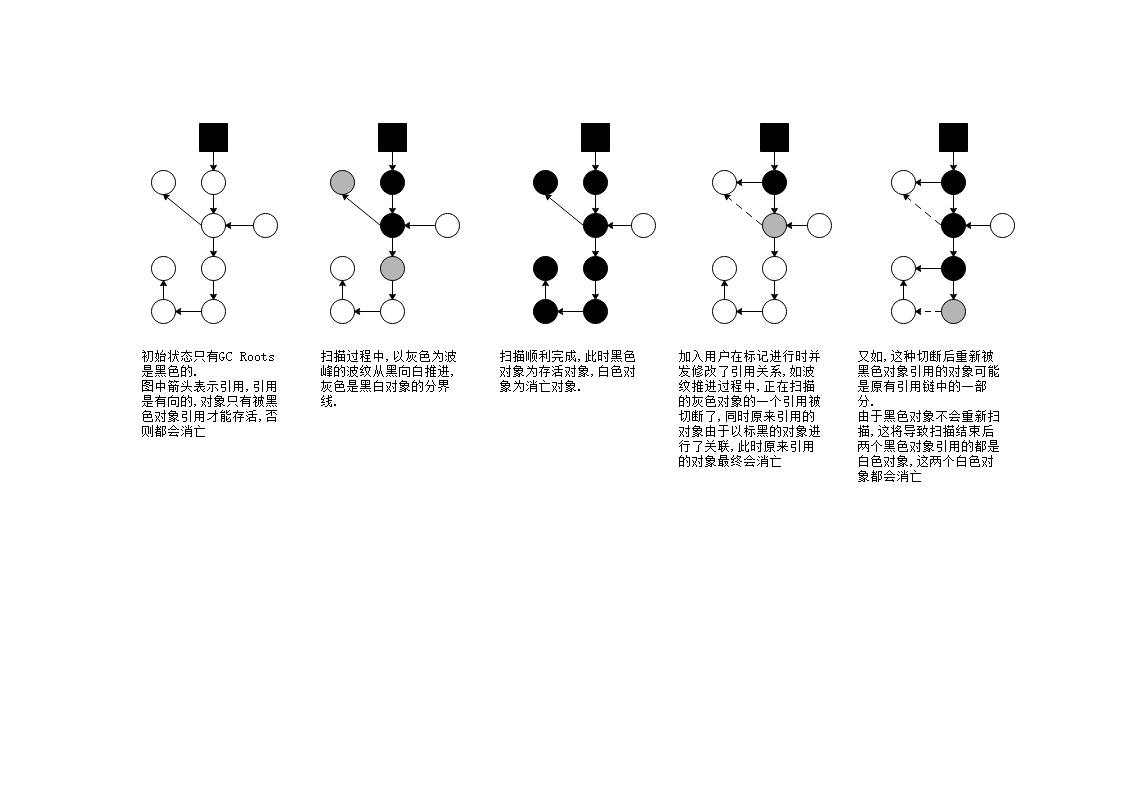 初始状态只有GC Roots
是黑色的.
图中箭头表示引用,引用
是有向的,对象只有被黑
色对象引用才能存活,否
则都会消亡
扫描过程中,以灰色为波
峰的波纹从黑向白推进,
灰色是黑白对象的分界
线.
扫描顺利完成,此时黑色
对象为存活对象,白色对
象为消亡对象.
加入用户在标记进行时并
发修改了引用关系,如波
纹推进过程中,正在扫描
的灰色对象的一个引用被
切断了,同时原来引用的
对象由于以标黑的对象进
行了关联,此时原来引用
的对象最终会消亡
又如,这种切断后重新被
黑色对象引用的对象可能
是原有引用链中的一部
分.
由于黑色对象不会重新扫
描,这将导致扫描结束后
两个黑色对象引用的都是
白色对象,这两个白色对
象都会消亡